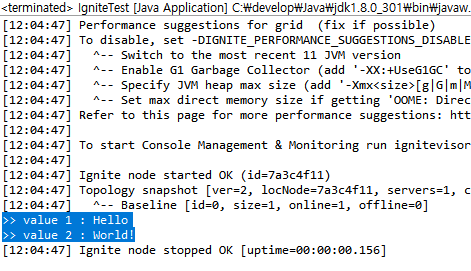 <terminated> IgniteTest [Java Application] C:₩develop₩Java₩jdk1.8.0_301₩bin₩javaw.
[12:04:47] Performance suggestions for grid  (fix if possible)
[12:04:47] To disable, set -DIGNITE_PERFORMANCE_SUGGESTIONS_DISABLE
[12:04:47]   ^-- Switch to the most recent 11 JVM version
[12:04:47]   ^-- Enable G1 Garbage Collector (add '-XX:+UseG1GC' to
[12:04:47]   ^-- Specify JVM heap max size (add '-Xmx<size>[g|G|m|M
[12:04:47]   ^-- Set max direct memory size if getting 'OOME: Direc
[12:04:47] Refer to this page for more performance suggestions: htt
[12:04:47]
[12:04:47] To start Console Management & Monitoring run ignitevisor
[12:04:47]
[12:04:47] Ignite node started OK (id=7a3c4f11)
[12:04:47] Topology snapshot [ver=2, locNode=7a3c4f11, servers=1, c
[12:04:47]   ^-- Baseline [id=0, size=1, online=1, offline=0]
>> value 1 : Hello
>> value 2 : World!
[12:04:47] Ignite node stopped OK [uptime=00:00:00.156]